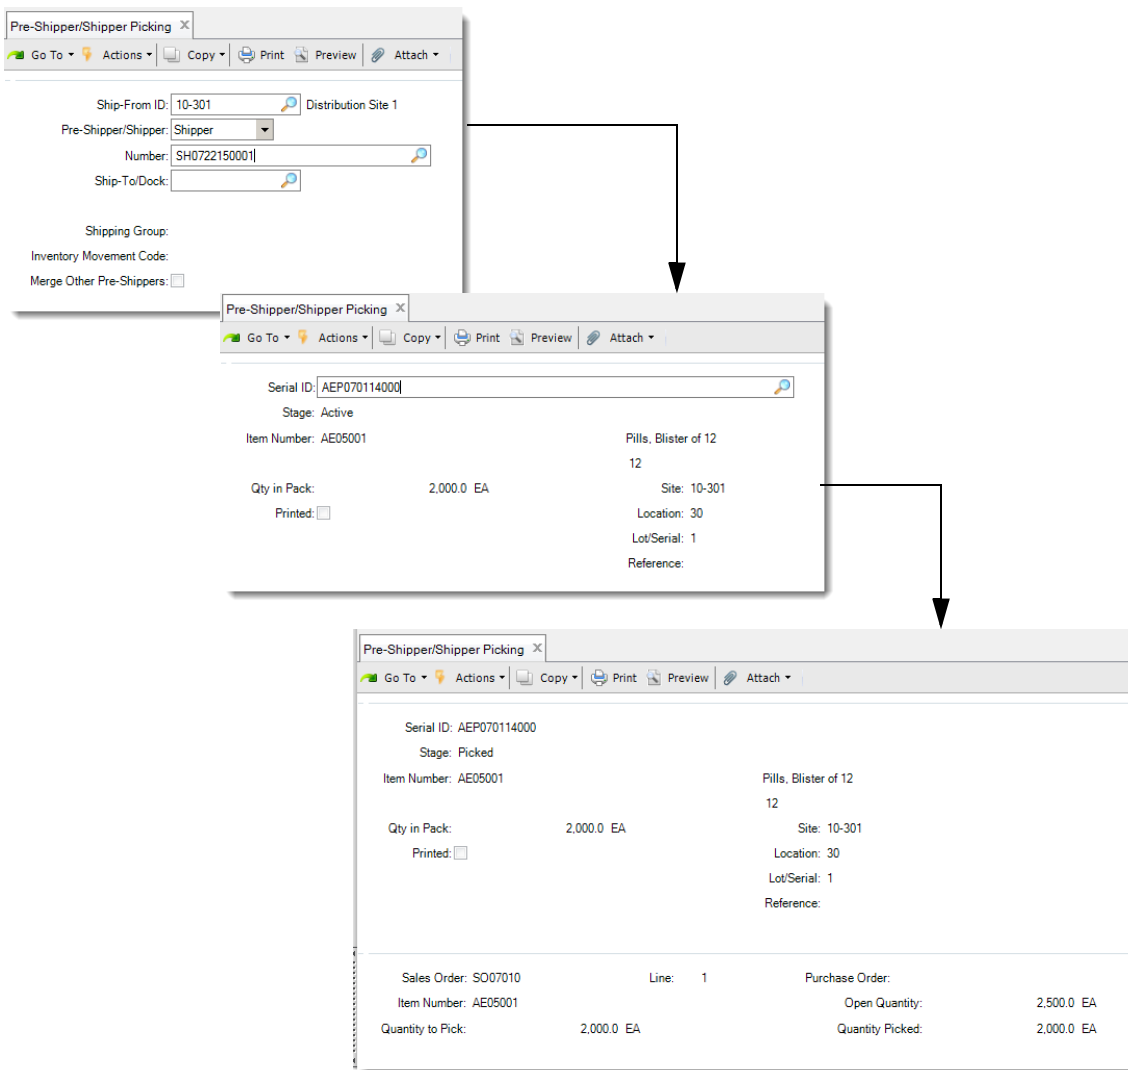 Pre-Shipper/Shipper Picking X
Go To Actions Copy Print Preview Attach
Ship-From ID: 10-301 Distribution Site 1
Pre-Shipper/Shipper: Shipper
Number: SH0722150001
Ship-To/Dock:
Shipping Group:
Inventory Movement Code:
Merge Other Pre-Shippers:
Pre-Shipper/Shipper Picking X
Go To Actions Copy Print Preview Attach
Serial ID: AEP070114000
Stage: Active
Item Number: AE05001 Pills, Blister of 12
12
Qty in Pack: 2,000.0 EA Site: 10-301
Printed: Location: 30
Lot/Serial: 1
Reference:
Pre-Shipper/Shipper Picking X
Go To Actions Copy Print Preview Attach
Serial ID: AEP070114000
Stage: Picked
Item Number: AE05001 Pills, Blister of 12
12
Qty in Pack: 2,000.0 EA Site: 10-301
Printed: Location: 30
Lot/Serial: 1
Reference:
Sales Order: SO07010 Line: 1 Purchase Order:
Item Number: AE05001 Open Quantity: 2,500.0 EA
Quantity to Pick: 2,000.0 EA Quantity Picked: 2,000.0 EA